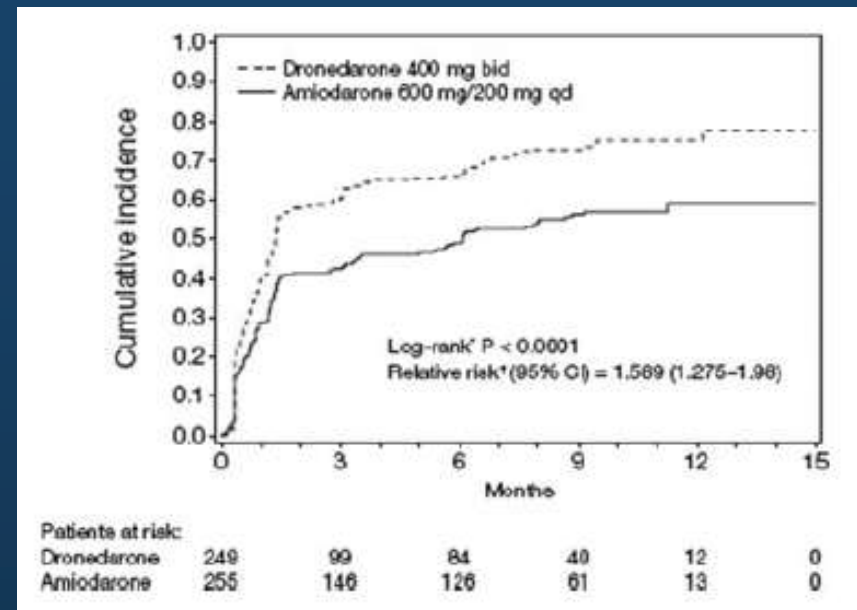 1.0
0.9
0.8
0.7
0.6
0.5
0.4
0.3
0.2
0.1
0.0
Cumulative incidence
Dronedarone 400 mg bid
Amiodarone 600 mg/200 mg qd
Log-rank* P < 0.0001
Relative risk† (95% CI) = 1.589 (1.275–1.98)
0 3 6 9 12 15
Months
Patients at risk:
Dronedarone 249 99 84 40 12 0
Amiodarone 255 146 126 61 13 0